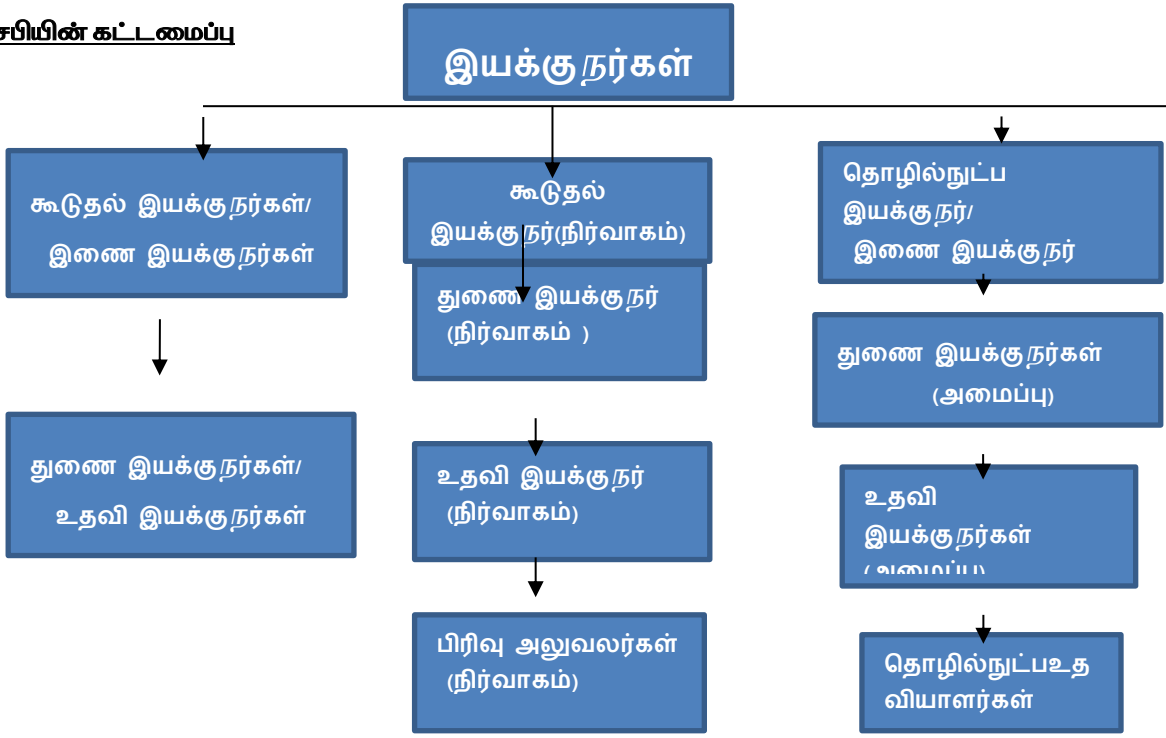 சபியின் கட்டமைப்பு
இயக்குநர்கள்
கூடுதல் இயக்குநர்கள்/
இணை இயக்குநர்கள்
துணை இயக்குநர்கள்/
உதவி இயக்குநர்கள்
கூடுதல்
இயக்குநர்(நிர்வாகம்)
துணை இயக்குநர்
(நிர்வாகம் )
உதவி இயக்குநர்
(நிர்வாகம்)
பிரிவு அலுவலர்கள்
(நிர்வாகம்)
தொழில்நுட்ப
இயக்குநர்/
இணை இயக்குநர்
துணை இயக்குநர்கள்
(அமைப்பு)
உதவி
இயக்குநர்கள்
(அமைப்பு)
தொழில்நுட்பஉத
வியாளர்கள்